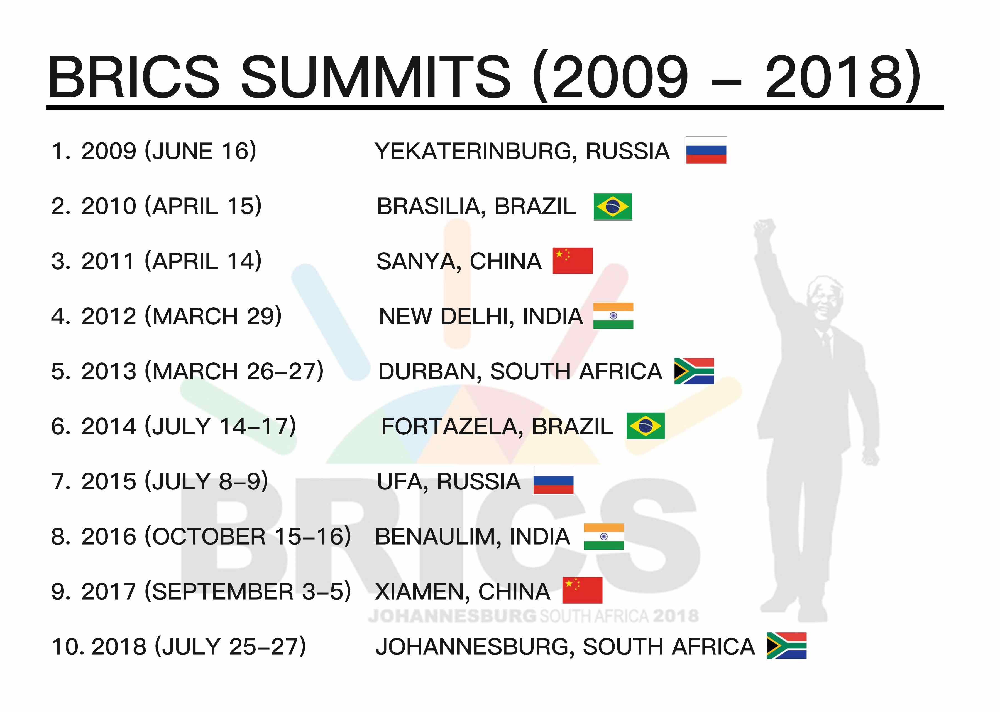 BRICS SUMMITS (2009 – 2018)
1. 2009 (JUNE 16) YEKATERINBURG, RUSSIA
2. 2010 (APRIL 15) BRASILIA, BRAZIL
3. 2011 (APRIL 14) SANYA, CHINA
4. 2012 (MARCH 29) NEW DELHI, INDIA
5. 2013 (MARCH 26–27) DURBAN, SOUTH AFRICA
6. 2014 (JULY 14–17) FORTAZELA, BRAZIL
7. 2015 (JULY 8–9) UFA, RUSSIA
BRICS
8. 2016 (OCTOBER 15–16) BENAULIM, INDIA
9. 2017 (SEPTEMBER 3–5) XIAMEN, CHINA
JOHANNESBURG SOUTH AFRICA 2018
10. 2018 (JULY 25–27) JOHANNESBURG, SOUTH AFRICA